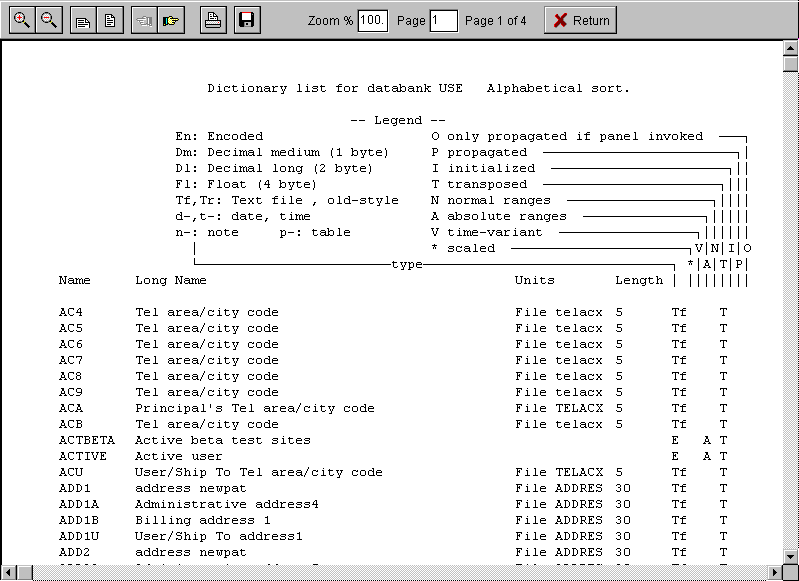 Zoom % 100. Page 1 Page 1 of 4 Return
Dictionary list for databank USE Alphabetical sort.
-- Legend --
En: Encoded O only propagated if panel invoked
Dm: Decimal medium (1 byte) P propagated
Dl: Decimal long (2 byte) I initialized
Fl: Float (4 byte) T transposed
Tf,Tr: Text file , old-style N normal ranges
d-,t-: date, time A absolute ranges
n-: note p-: table V time-variant
* scaled V|N|I|O
type *|A|T|P|
Name Long Name Units Length
AC4 Tel area/city code File telacx 5 Tf T
AC5 Tel area/city code File telacx 5 Tf T
AC6 Tel area/city code File telacx 5 Tf T
AC7 Tel area/city code File telacx 5 Tf T
AC8 Tel area/city code File telacx 5 Tf T
AC9 Tel area/city code File telacx 5 Tf T
ACA Principal's Tel area/city code File TELACX 5 Tf T
ACB Tel area/city code File telacx 5 Tf T
ACTBETA Active beta test sites E A T
ACTIVE Active user E A T
ACU User/Ship To Tel area/city code File TELACX 5 Tf T
ADD1 address newpat File ADDRES 30 Tf T
ADD1A Administrative address4 File ADDRES 30 Tf T
ADD1B Billing address 1 File ADDRES 30 Tf T
ADD1U User/Ship To address1 File ADDRES 30 Tf T
ADD2 address newpat File ADDRES 30 Tf T